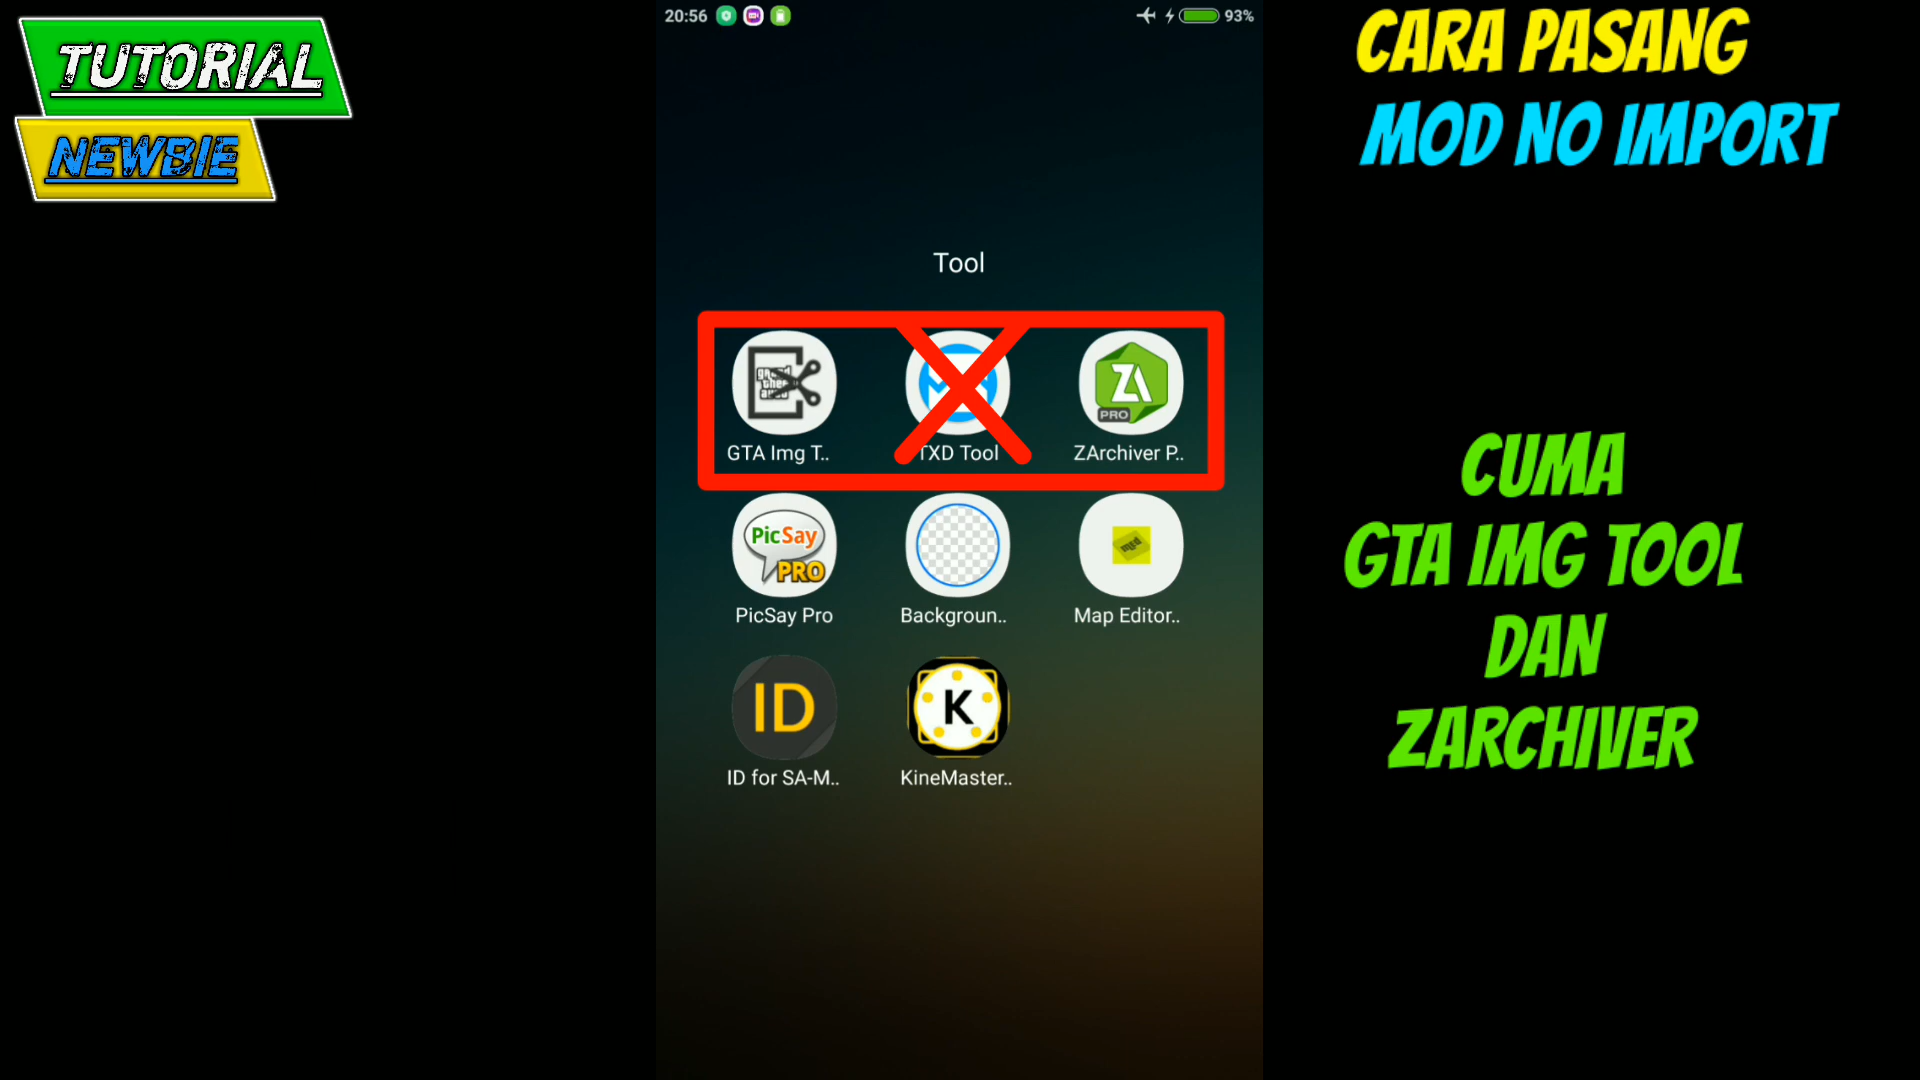 TUTORIAL
NEWBIE
20:56
93%
CARA PASANG
MOD NO IMPORT
Tool
GTA Img T..
TXD Tool
ZA
PRO
ZArchiver P..
PicSay
PRO
PicSay Pro
Backgroun..
Map Editor..
ID
ID for SA-M..
K
KineMaster..
CUMA
GTA IMG TOOL
DAN
ZARCHIVER